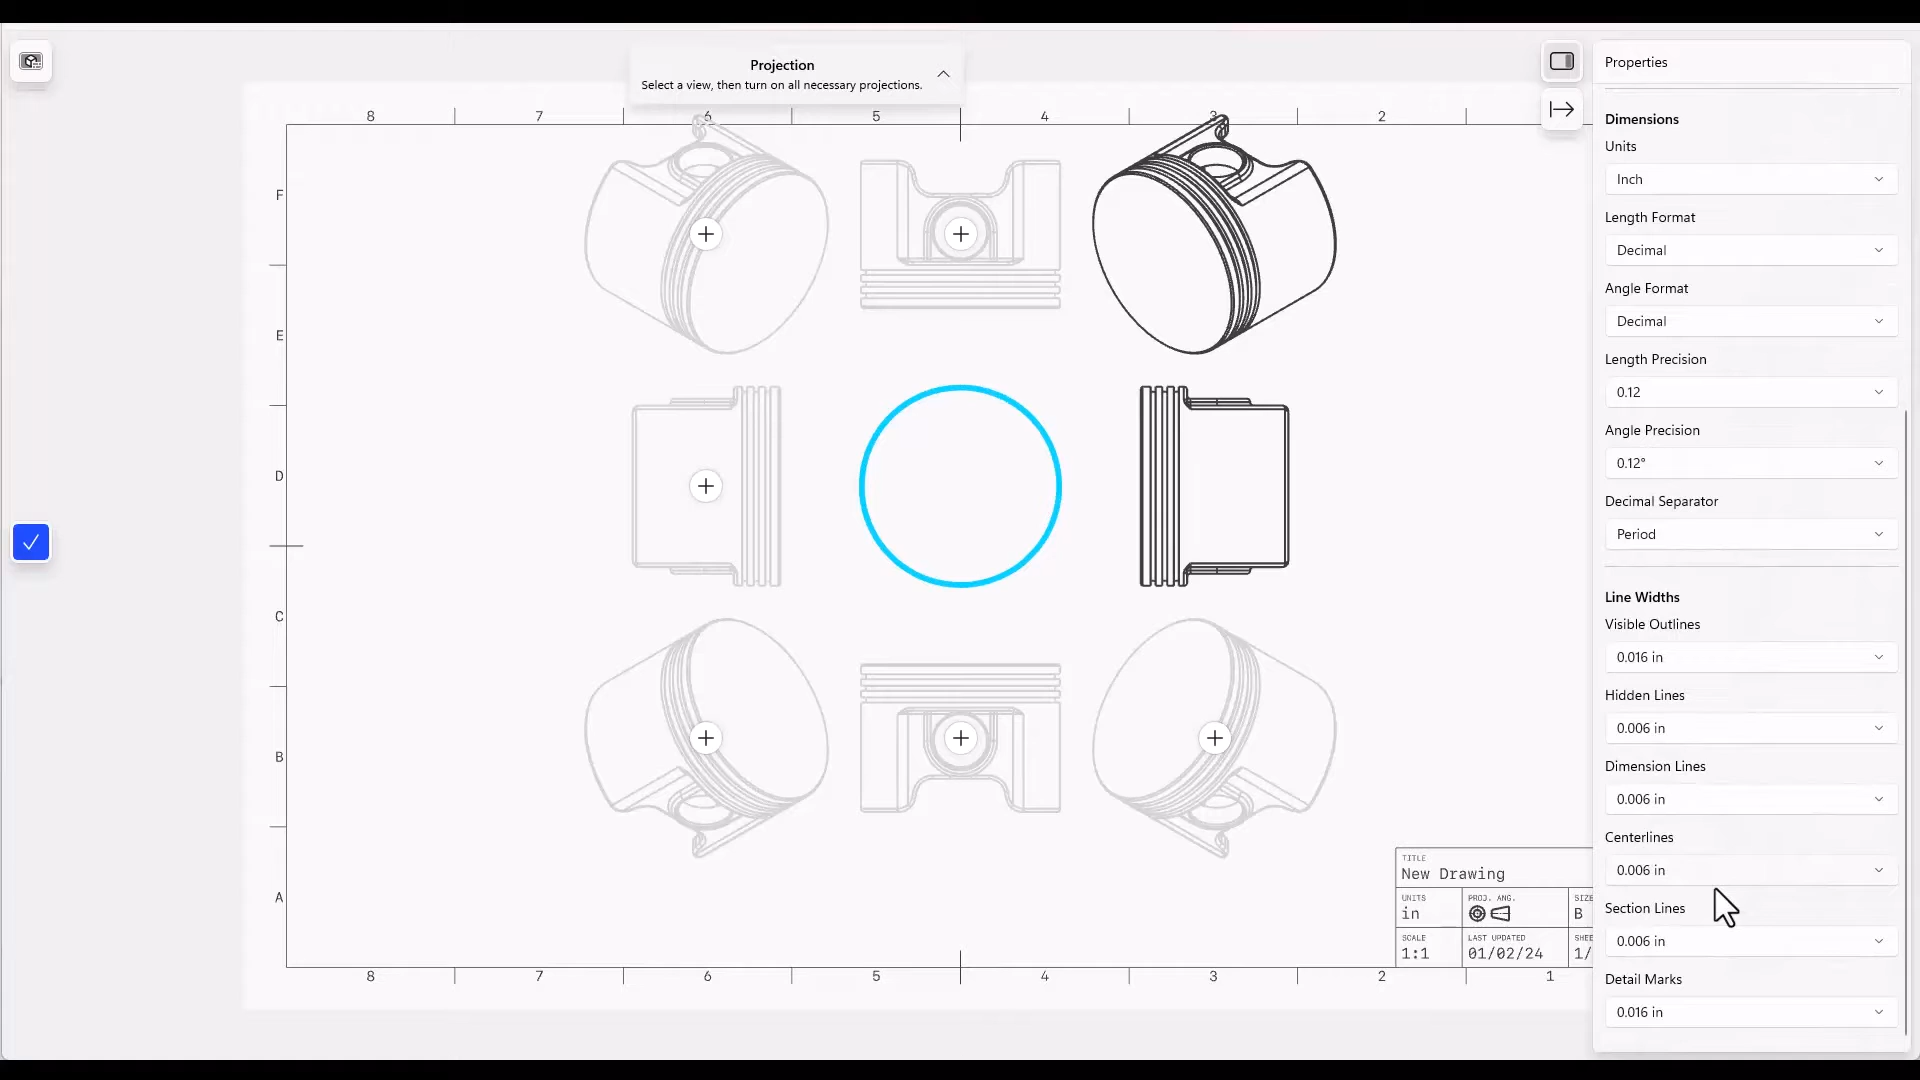 Projection
Select a view, then turn on all necessary projections.
8 7 6 5 4 3 2
F
E
D
C
B
A
8 7 6 5 4 3 2 1
TITLE
New Drawing
UNITS
in
PROJ. ANG.
SIZE
B
SCALE
1:1
LAST UPDATED
01/02/24
SHEE
1/
Properties
Dimensions
Units
Inch
Length Format
Decimal
Angle Format
Decimal
Length Precision
0.12
Angle Precision
0.12°
Decimal Separator
Period
Line Widths
Visible Outlines
0.016 in
Hidden Lines
0.006 in
Dimension Lines
0.006 in
Centerlines
0.006 in
Section Lines
0.006 in
Detail Marks
0.016 in